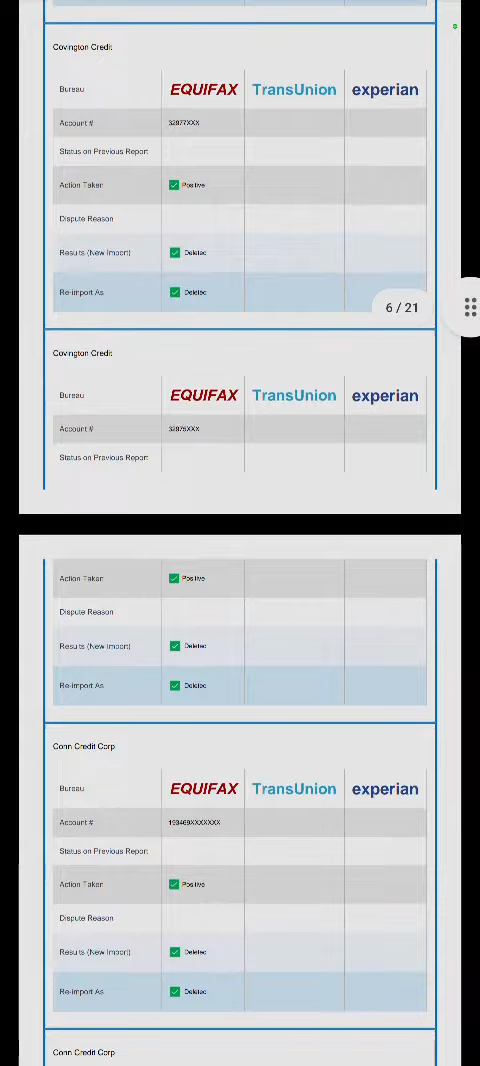 Covington Credit
Bureau EQUIFAX TransUnion experian
Account # 32977XXX
Status on Previous Report
Action Taken Positive
Dispute Reason
Results (New Import) Deleted
Re-import As Deleted
6 / 21
Covington Credit
Bureau EQUIFAX TransUnion experian
Account # 32975XXX
Status on Previous Report
Action Taken Positive
Dispute Reason
Results (New Import) Deleted
Re-import As Deleted
Conn Credit Corp
Bureau EQUIFAX TransUnion experian
Account # 193469XXXXXXX
Status on Previous Report
Action Taken Positive
Dispute Reason
Results (New Import) Deleted
Re-import As Deleted
Conn Credit Corp